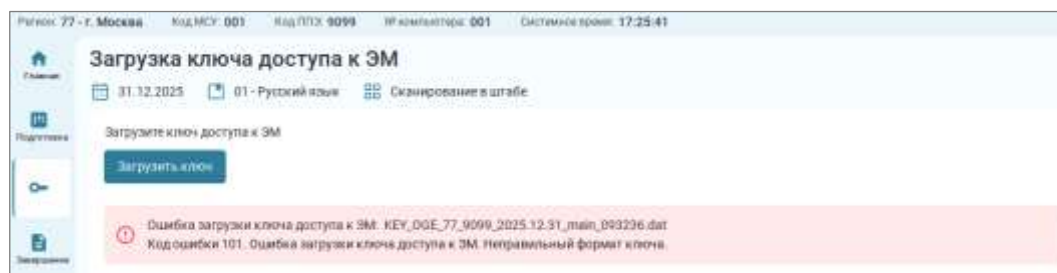 Регион: 77 - г. Москва Код МСУ: 001 Код ППЭ: 9099 № компьютера: 001 Системное время: 17:25:41
Загрузка ключа доступа к ЭМ
Главная
31.12.2025 01 - Русский язык Сканирование в штабе
Подготовка
Загрузите ключ доступа к ЭМ
Загрузить ключ
Ошибка загрузки ключа доступа к ЭМ: KEY_OGE_77_9099_2025.12.31_main_093236.dat
Код ошибки 101. Ошибка загрузки ключа доступа к ЭМ. Неправильный формат ключа.
Завершение